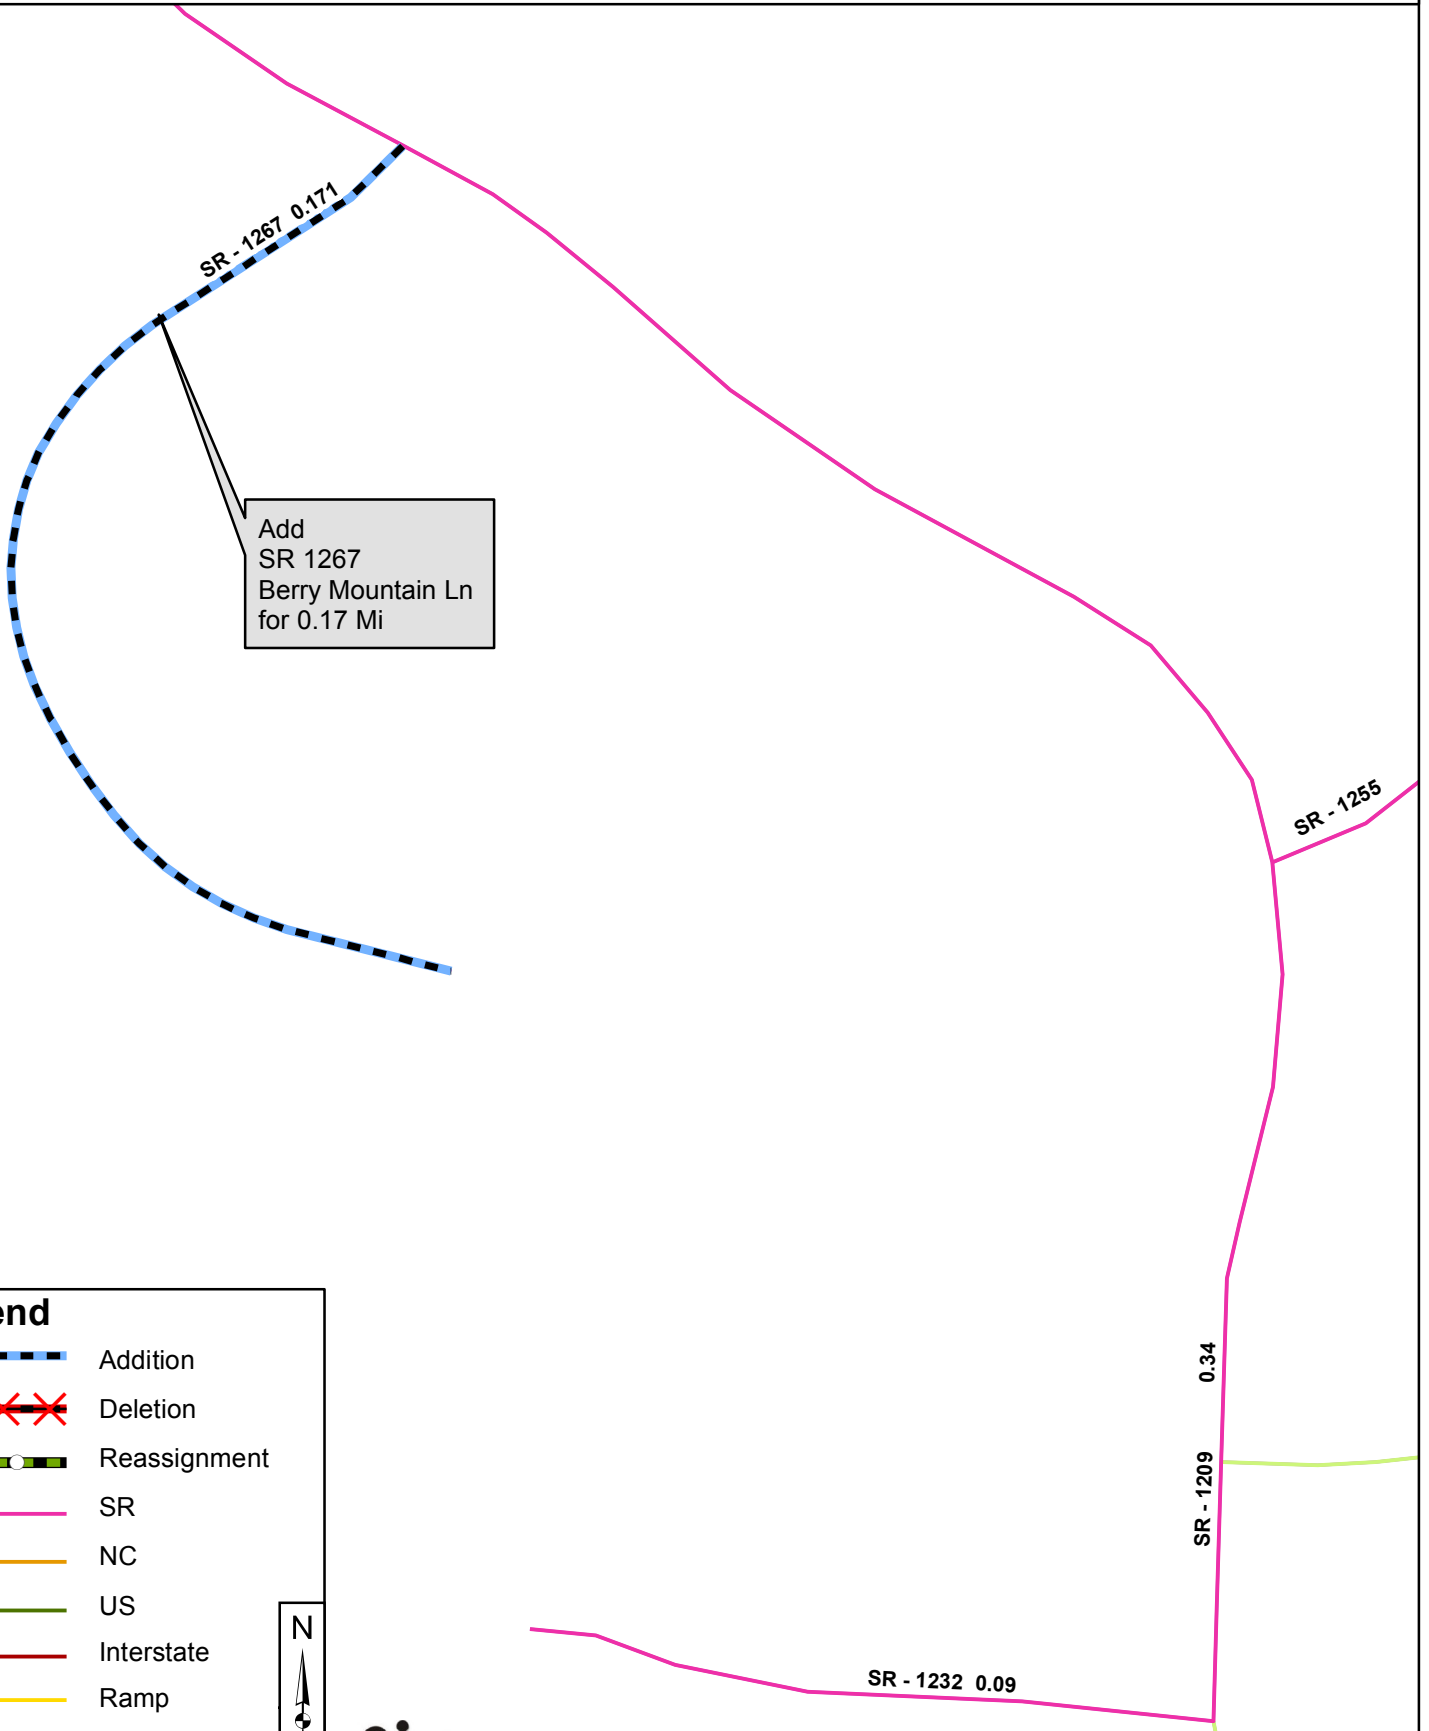 SR - 1267 0.171
Add
SR 1267
Berry Mountain Ln
for 0.17 Mi
SR - 1255
0.34
SR - 1209
SR - 1232 0.09
end
Addition
Deletion
Reassignment
SR
NC
US
Interstate
Ramp
N